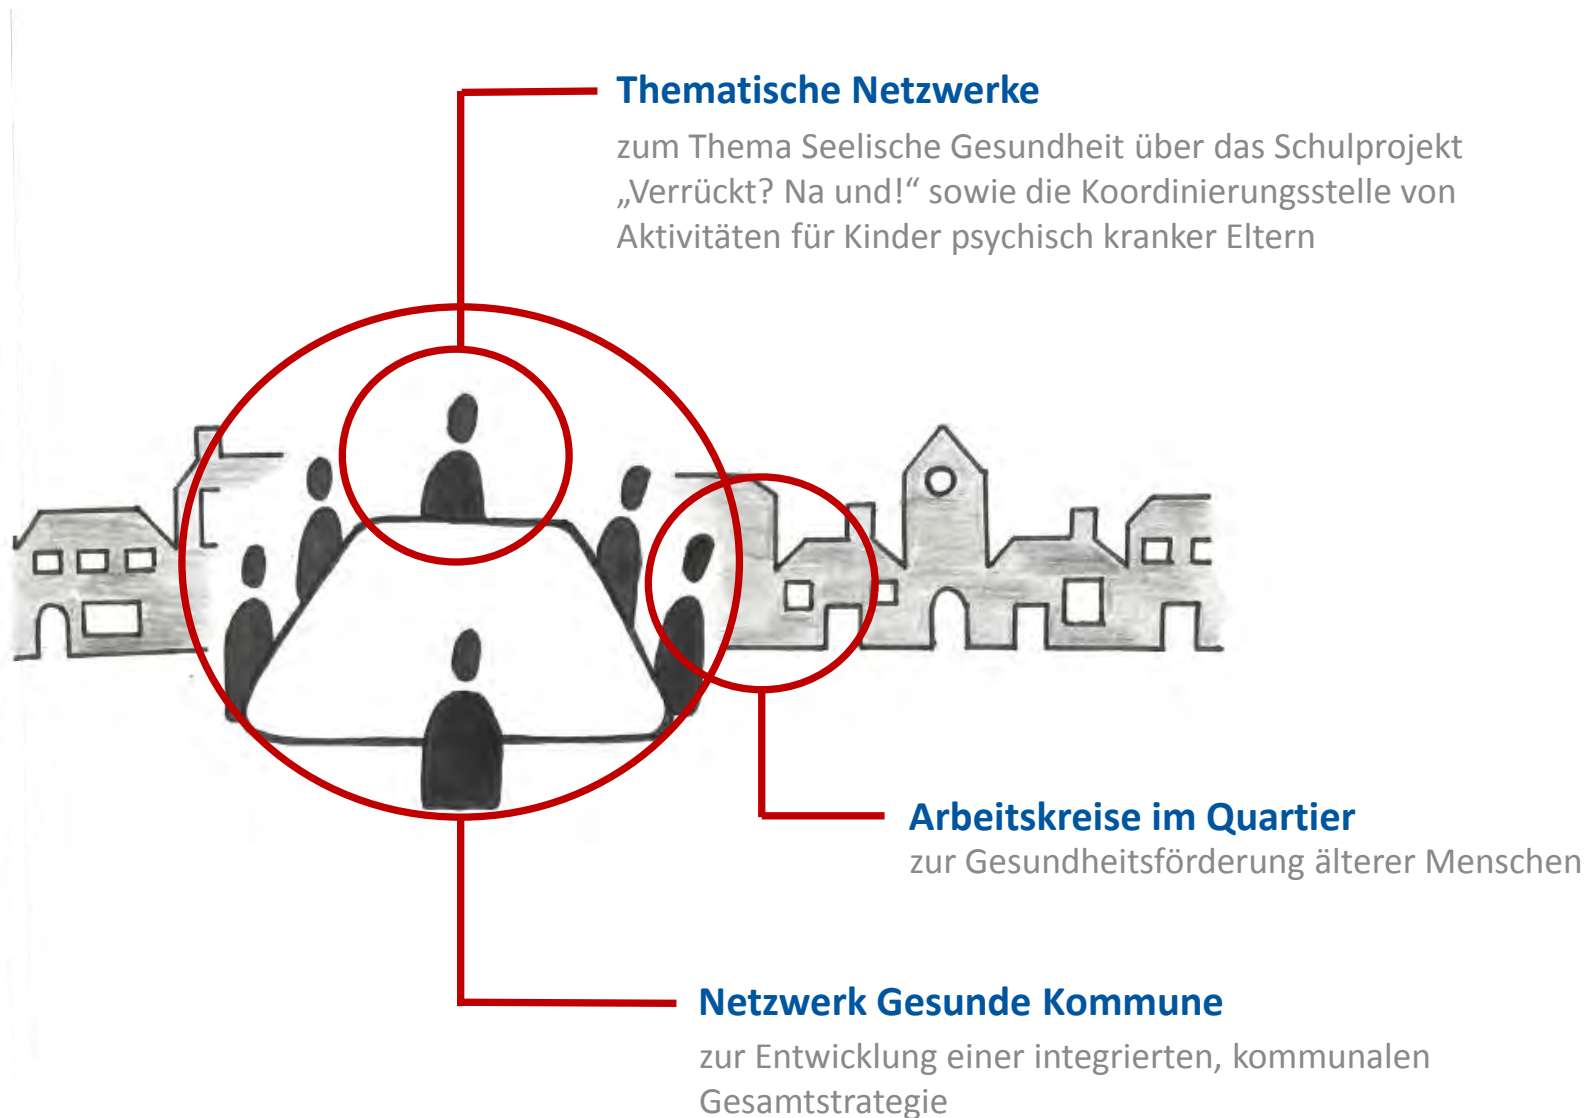 Thematische Netzwerke
zum Thema Seelische Gesundheit über das Schulprojekt
„Verrückt? Na und!“ sowie die Koordinierungsstelle von
Aktivitäten für Kinder psychisch kranker Eltern
Arbeitskreise im Quartier
zur Gesundheitsförderung älterer Menschen
Netzwerk Gesunde Kommune
zur Entwicklung einer integrierten, kommunalen
Gesamtstrategie